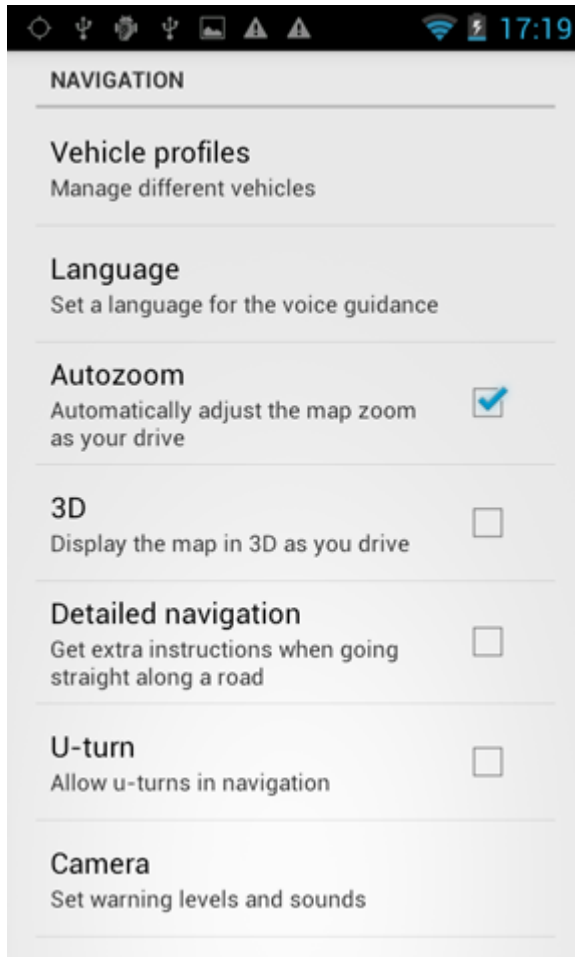 17:19
NAVIGATION
Vehicle profiles
Manage different vehicles
Language
Set a language for the voice guidance
Autozoom
Automatically adjust the map zoom
as your drive
3D
Display the map in 3D as you drive
Detailed navigation
Get extra instructions when going
straight along a road
U-turn
Allow u-turns in navigation
Camera
Set warning levels and sounds